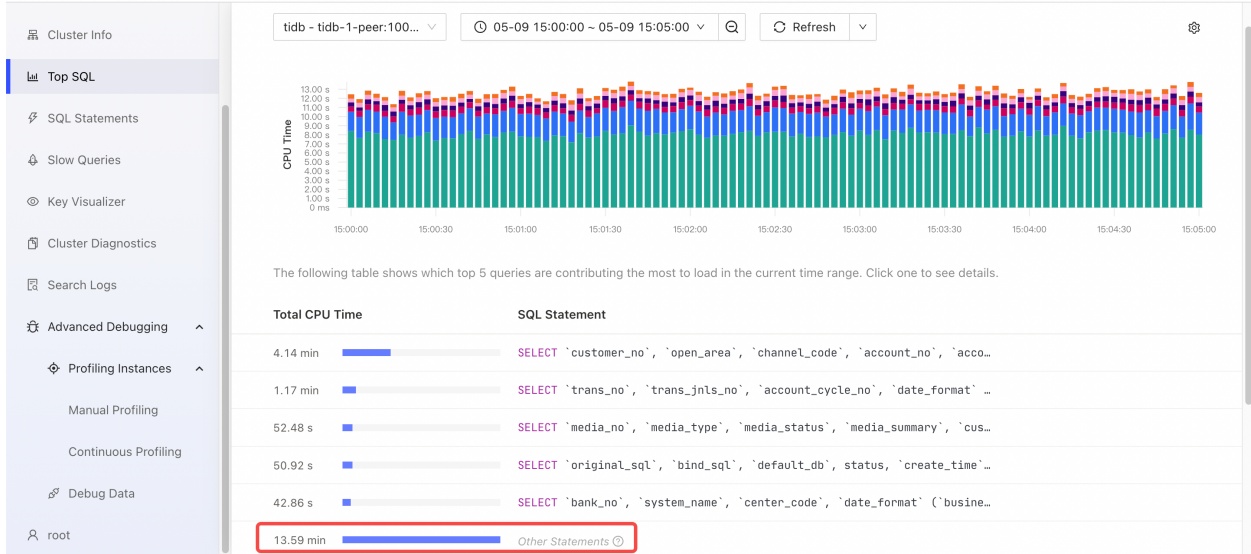 Cluster Info
Top SQL
SQL Statements
Slow Queries
Key Visualizer
Cluster Diagnostics
Search Logs
Advanced Debugging
Profiling Instances
Manual Profiling
Continuous Profiling
Debug Data
root
tidb - tidb-1-peer:100... 05-09 15:00:00 ~ 05-09 15:05:00 Refresh
CPU Time
13.00 s
12.00 s
11.00 s
10.00 s
9.00 s
8.00 s
7.00 s
6.00 s
5.00 s
4.00 s
3.00 s
2.00 s
1.00 s
0 ms
15:00:00 15:00:30 15:01:00 15:01:30 15:02:00 15:02:30 15:03:00 15:03:30 15:04:00 15:04:30 15:05:00
The following table shows which top 5 queries are contributing the most to load in the current time range. Click one to see details.
Total CPU Time SQL Statement
4.14 min SELECT `customer_no`, `open_area`, `channel_code`, `account_no`, `acco…
1.17 min SELECT `trans_no`, `trans_jnls_no`, `account_cycle_no`, `date_format` …
52.48 s SELECT `media_no`, `media_type`, `media_status`, `media_summary`, `cus…
50.92 s SELECT `original_sql`, `bind_sql`, `default_db`, status, `create_time`…
42.86 s SELECT `bank_no`, `system_name`, `center_code`, `date_format` (`busine…
13.59 min Other Statements